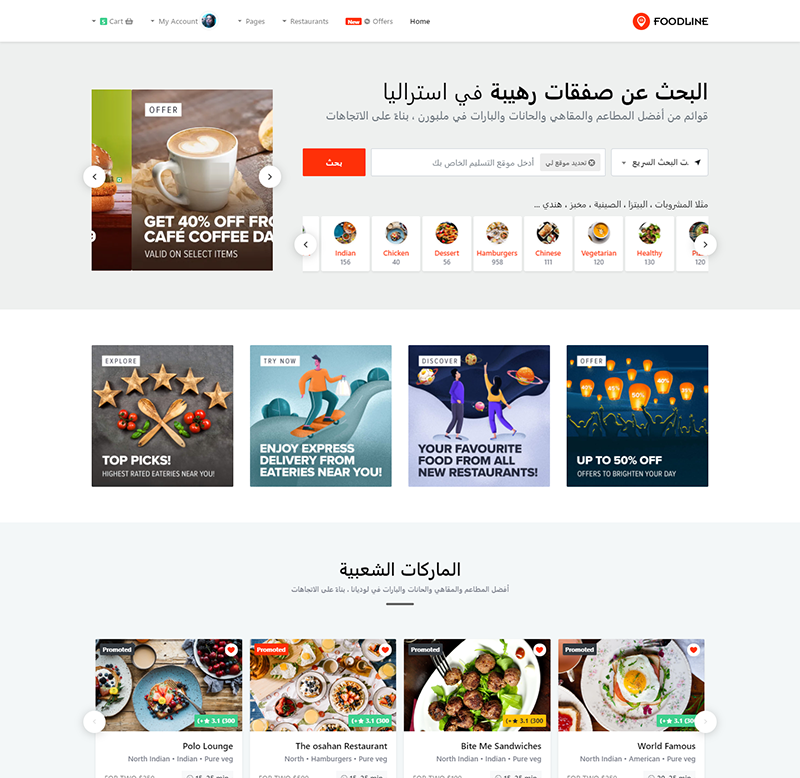 FOODLINE
Home
New Offers
Restaurants
Pages
My Account
5 Cart
البحث عن صفقات رهيبة في استراليا
قوائم من أفضل المطاعم والمقاهي والحانات والبارات في ملبورن ، بناءً على الاتجاهات
البحث السريع
تحديد موقع لي
أدخل موقع التسليم الخاص بك
بحث
مثلا المشروبات ، البيتزا ، الصينية ، مخبز ، هندي ...
Indian
156
Chicken
40
Dessert
56
Hamburgers
958
Chinese
111
Vegetarian
120
Healthy
130
120
OFFER
GET 40% OFF FRO
CAFÉ COFFEE DA
VALID ON SELECT ITEMS
EXPLORE
TOP PICKS!
HIGHEST RATED EATERIES NEAR YOU!
TRY NOW
ENJOY EXPRESS
DELIVERY FROM
EATERIES NEAR YOU!
DISCOVER
YOUR FAVOURITE
FOOD FROM ALL
NEW RESTAURANTS!
OFFER
45%
40%
50%
UP TO 50% OFF
OFFERS TO BRIGHTEN YOUR DAY
الماركات الشعبية
أفضل المطاعم والمقاهي والحانات والبارات في لوديانا ، بناءً على الاتجاهات
Promoted
(+★ 3.1 (300
Polo Lounge
North Indian • Indian • Pure veg
Promoted
(+★ 3.1 (300
The osahan Restaurant
North • Hamburgers • Pure veg
Promoted
(+★ 3.1 (300
Bite Me Sandwiches
North Indian • Indian • Pure veg
Promoted
(+★ 3.1
World Famous
North Indian • American • Pure veg